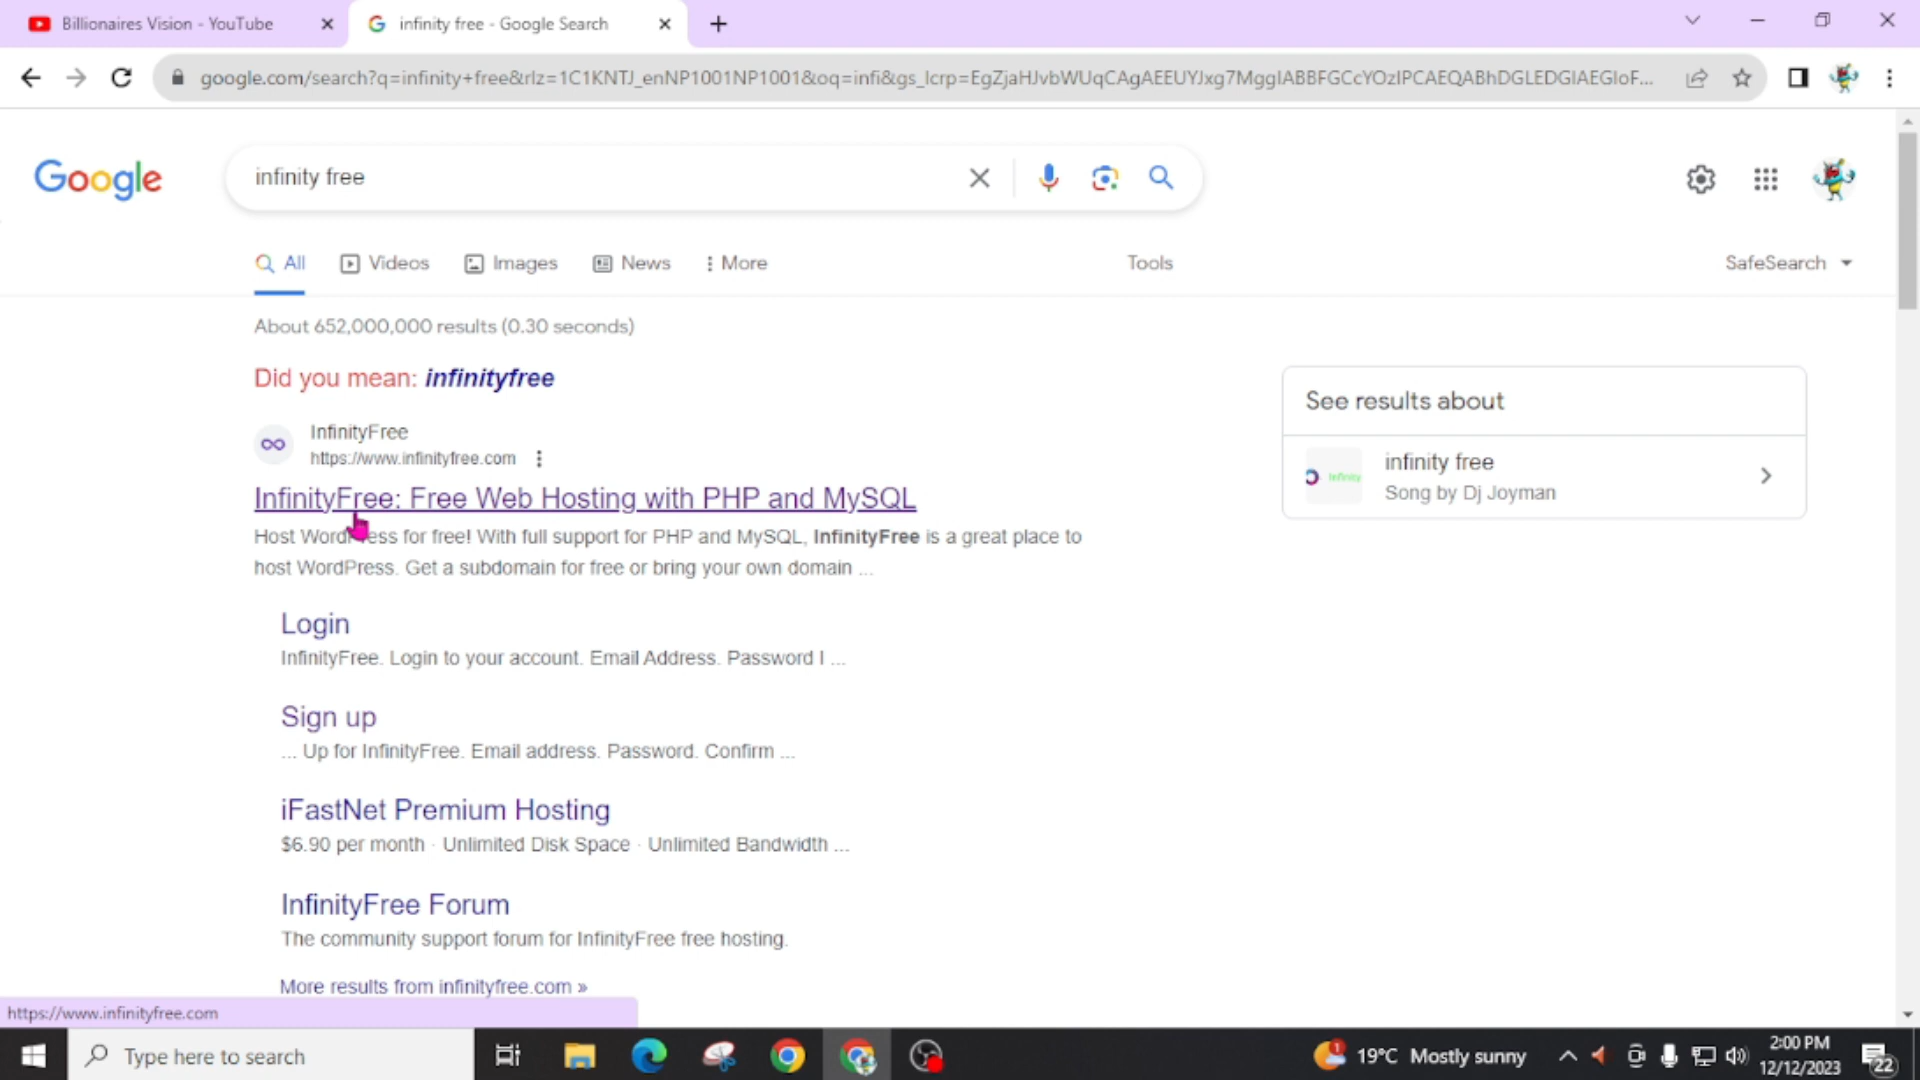 Billionaires Vision - YouTube
infinity free - Google Search
google.com/search?q=infinity+free&rlz=1C1KNTJ_enNP1001NP1001&oq=infi&gs_lcrp=EgZjaHJvbWUqCAgAEEUYJxg7MggIABBFGCcYOzIPCAEQABhDGLEDGIAEGIoF...
Google
infinity free
All
Videos
Images
News
More
Tools
SafeSearch
About 652,000,000 results (0.30 seconds)
Did you mean: infinityfree
InfinityFree
https://www.infinityfree.com
InfinityFree: Free Web Hosting with PHP and MySQL
Host WordPress for free! With full support for PHP and MySQL, InfinityFree is a great place to
host WordPress. Get a subdomain for free or bring your own domain ...
See results about
infinity free
Song by Dj Joyman
Infinity
Login
InfinityFree. Login to your account. Email Address. Password I ...
Sign up
... Up for InfinityFree. Email address. Password. Confirm ...
iFastNet Premium Hosting
$6.90 per month · Unlimited Disk Space · Unlimited Bandwidth ...
InfinityFree Forum
The community support forum for InfinityFree free hosting.
More results from infinityfree.com »
https://www.infinityfree.com
Type here to search
1
19°C Mostly sunny
2:00 PM
12/12/2023
22